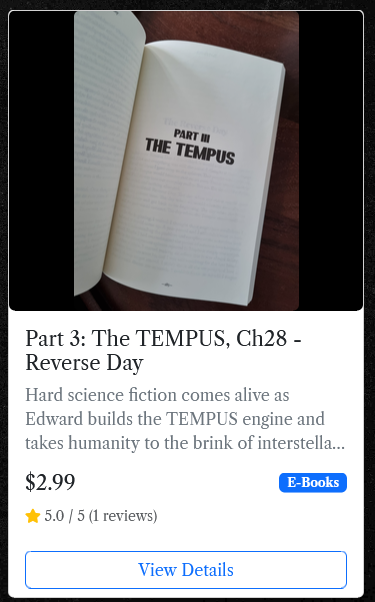 PART III
THE TEMPUS
Part 3: The TEMPUS, Ch28 -
Reverse Day
Hard science fiction comes alive as
Edward builds the TEMPUS engine and
takes humanity to the brink of interstella...
$2.99
E-Books
5.0 / 5 (1 reviews)
View Details